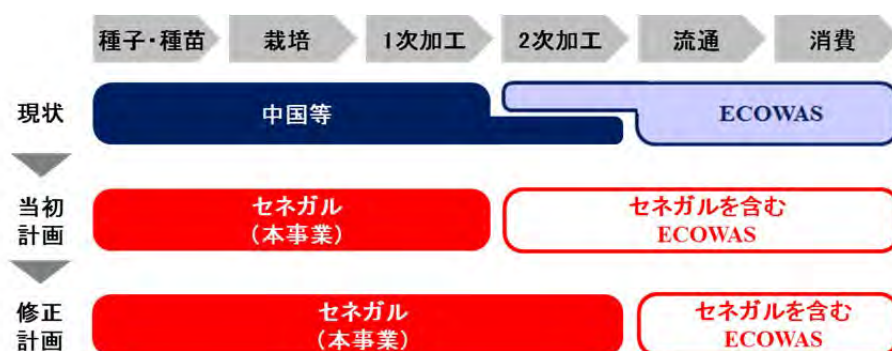 種子・種苗 栽培 1次加工 2次加工 流通 消費
現状 中国等 ECOWAS
当初
計画
セネガル
(本事業)
セネガルを含む
ECOWAS
修正
計画
セネガル
(本事業)
セネガルを含む
ECOWAS